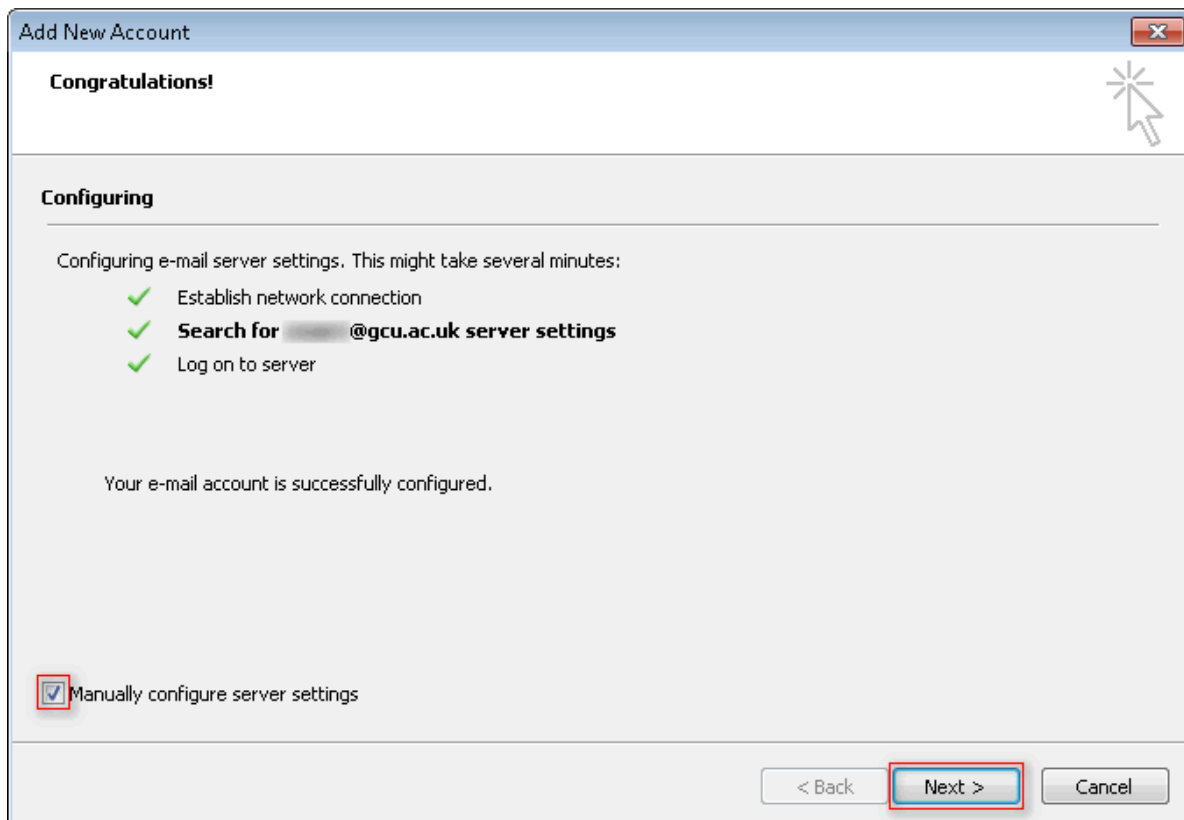 Add New Account
Congratulations!
Configuring
Configuring e-mail server settings. This might take several minutes:
Establish network connection
Search for @gcu.ac.uk server settings
Log on to server
Your e-mail account is successfully configured.
Manually configure server settings
< Back Next > Cancel